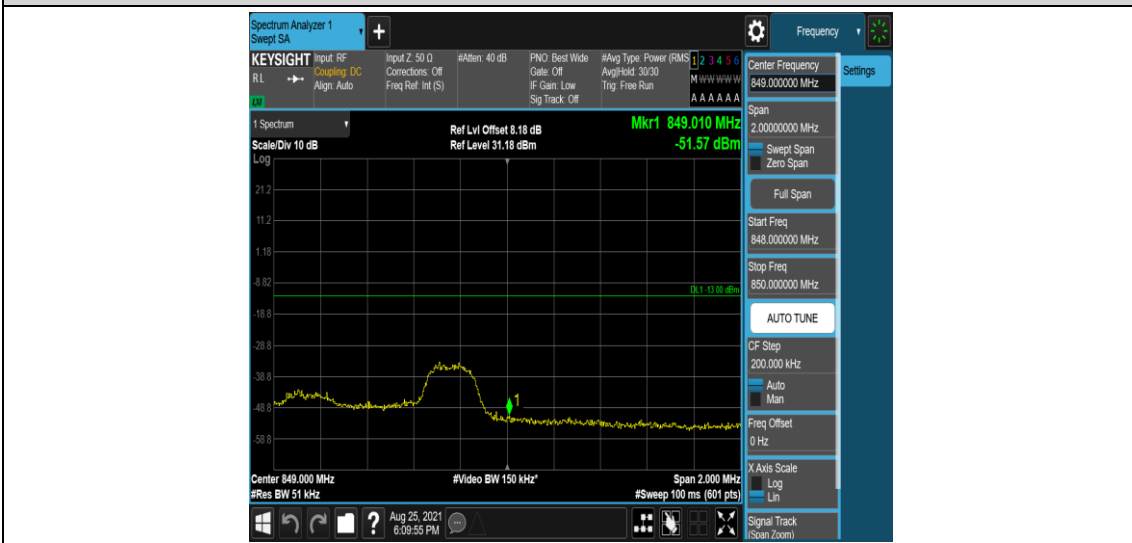 Spectrum Analyzer 1
Swept SA
+
Frequency
KEYSIGHT
RL
LXI
Input: RF
Coupling: DC
Align: Auto
Input Z: 50 Ω
Corrections: Off
Freq Ref: Int (S)
#Atten: 40 dB
PNO: Best Wide
Gate: Off
IF Gain: Low
Sig Track: Off
#Avg Type: Power (RMS
Avg|Hold: 30/30
Trig: Free Run
1 2 3 4 5 6
M W W W W W
A A A A A A
1 Spectrum
Scale/Div 10 dB
Log
Ref Lvl Offset 8.18 dB
Ref Level 31.18 dBm
Mkr1 849.010 MHz
-51.57 dBm
21.2
11.2
1.18
-8.82
-18.8
-28.8
-38.8
-48.8
-58.8
DL1 -13.00 dBm
1
Center 849.000 MHz
#Res BW 51 kHz
#Video BW 150 kHz*
Span 2.000 MHz
#Sweep 100 ms (601 pts)
Center Frequency
849.000000 MHz
Settings
Span
2.00000000 MHz
Swept Span
Zero Span
Full Span
Start Freq
848.000000 MHz
Stop Freq
850.000000 MHz
AUTO TUNE
CF Step
200.000 kHz
Auto
Man
Freq Offset
0 Hz
X Axis Scale
Log
Lin
Signal Track
(Span Zoom)
?
Aug 25, 2021
6:09:55 PM